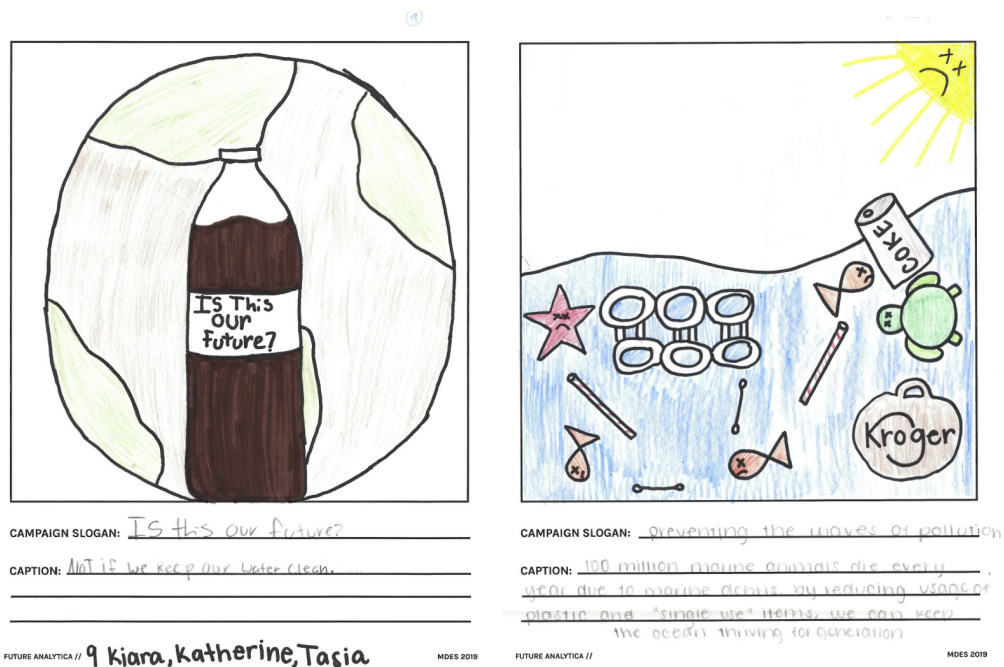 9
Is This
our
future?
CAMPAIGN SLOGAN: Is this our future?
CAPTION: Not if we keep our water clean.
FUTURE ANALYTICA // 9 Kiara, Katherine, Tasia
MDES 2019
COKE
Kroger
CAMPAIGN SLOGAN: preventing the waves of pollution
CAPTION: 100 million marine animals die every
year due to marine debris. by reducing usage of
plastic and "single use" items, we can keep
the ocean thriving for generation
FUTURE ANALYTICA //
MDES 2019